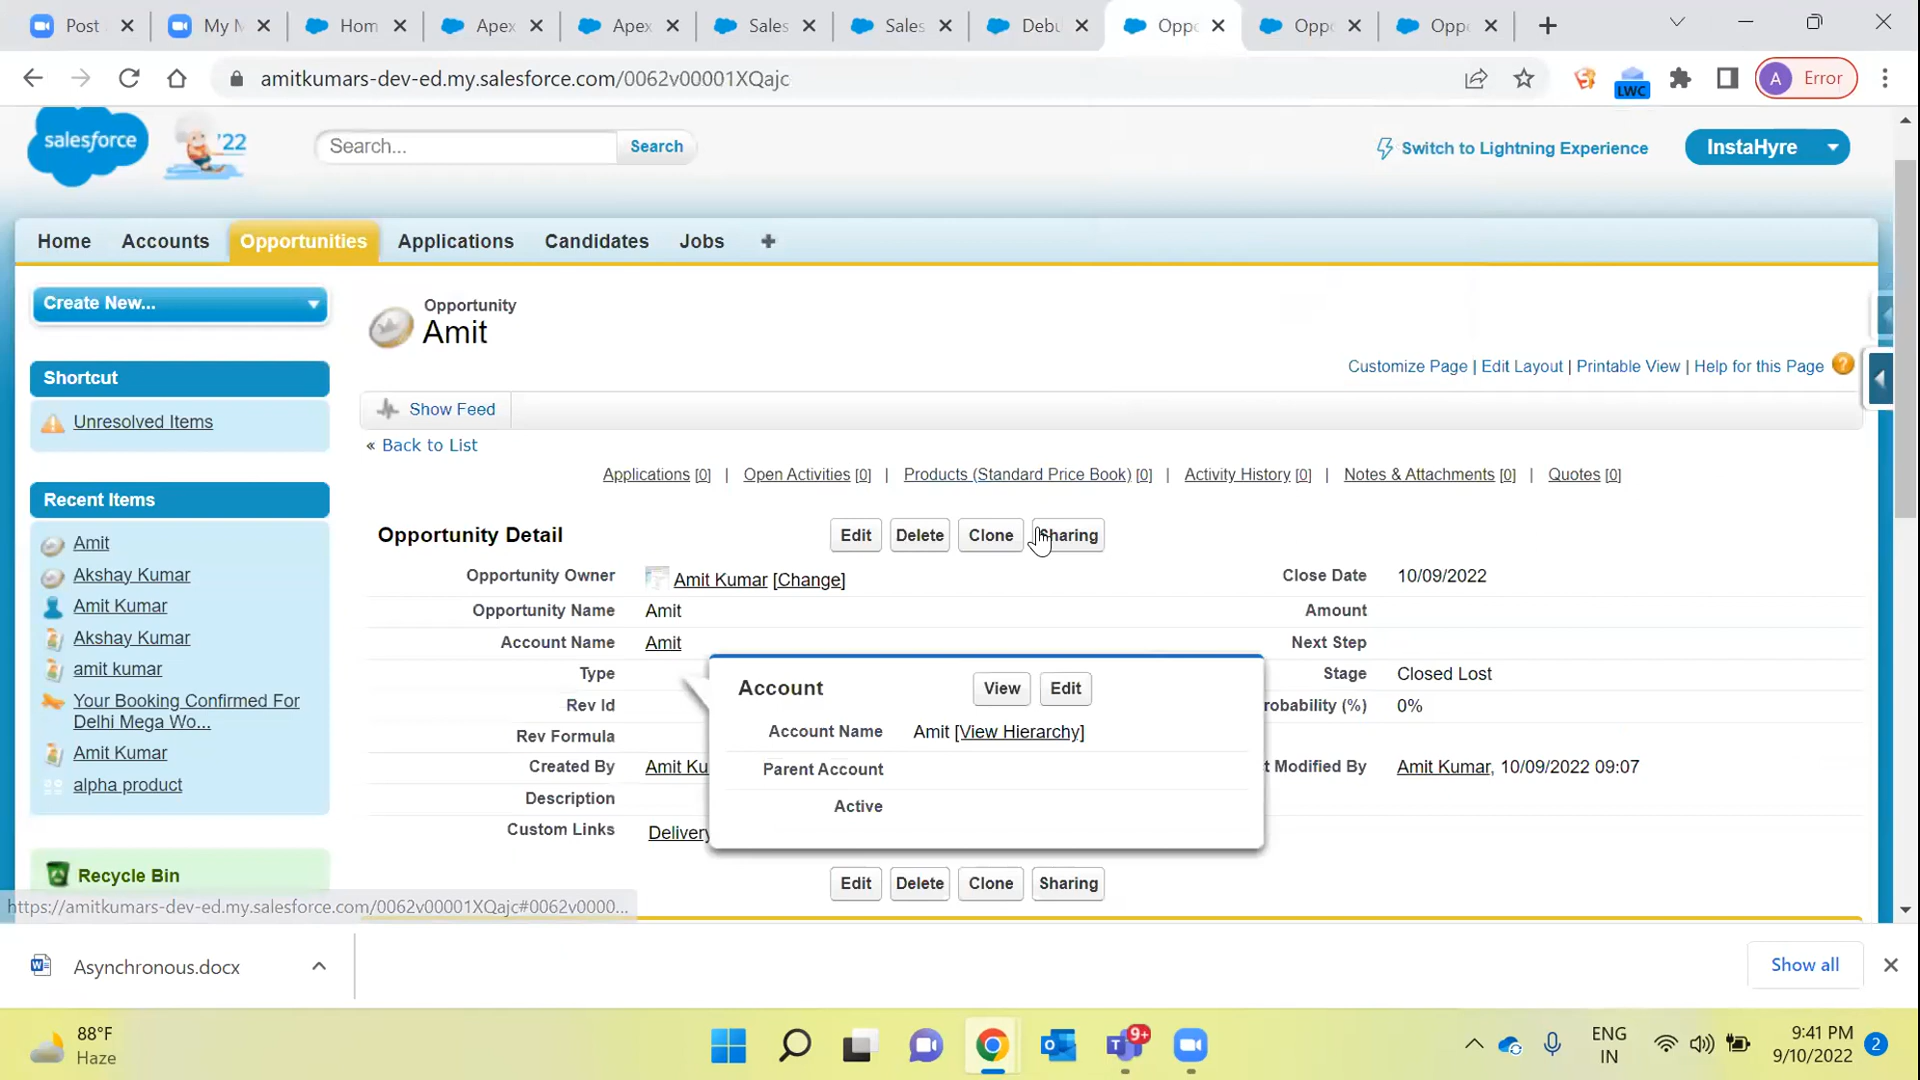 Post
My M
Hom
Apex
Apex
Sales
Sales
Debu
Oppo
Oppo
Oppo
amitkumars-dev-ed.my.salesforce.com/0062v00001XQajc
LWC
A Error
salesforce
'22
Search...
Search
Switch to Lightning Experience
InstaHyre
Home
Accounts
Opportunities
Applications
Candidates
Jobs
Create New...
Opportunity
Amit
Customize Page | Edit Layout | Printable View | Help for this Page
Shortcut
Unresolved Items
Show Feed
« Back to List
Applications [0] | Open Activities [0] | Products (Standard Price Book) [0] | Activity History [0] | Notes & Attachments [0] | Quotes [0]
Recent Items
Amit
Akshay Kumar
Amit Kumar
Akshay Kumar
amit kumar
Your Booking Confirmed For
Delhi Mega Wo...
Amit Kumar
alpha product
Recycle Bin
Opportunity Detail
Edit
Delete
Clone
Sharing
Opportunity Owner Amit Kumar [Change]
Close Date 10/09/2022
Opportunity Name Amit
Amount
Account Name Amit
Next Step
Type
Stage Closed Lost
Rev Id
robability (%) 0%
Rev Formula
Created By Amit Ku
t Modified By Amit Kumar, 10/09/2022 09:07
Description
Custom Links Delivery
Account
View
Edit
Account Name Amit [View Hierarchy]
Parent Account
Active
Edit
Delete
Clone
Sharing
https://amitkumars-dev-ed.my.salesforce.com/0062v00001XQajc#0062v0000...
Asynchronous.docx
Show all
88°F
Haze
9+
ENG
IN
9:41 PM
9/10/2022
2